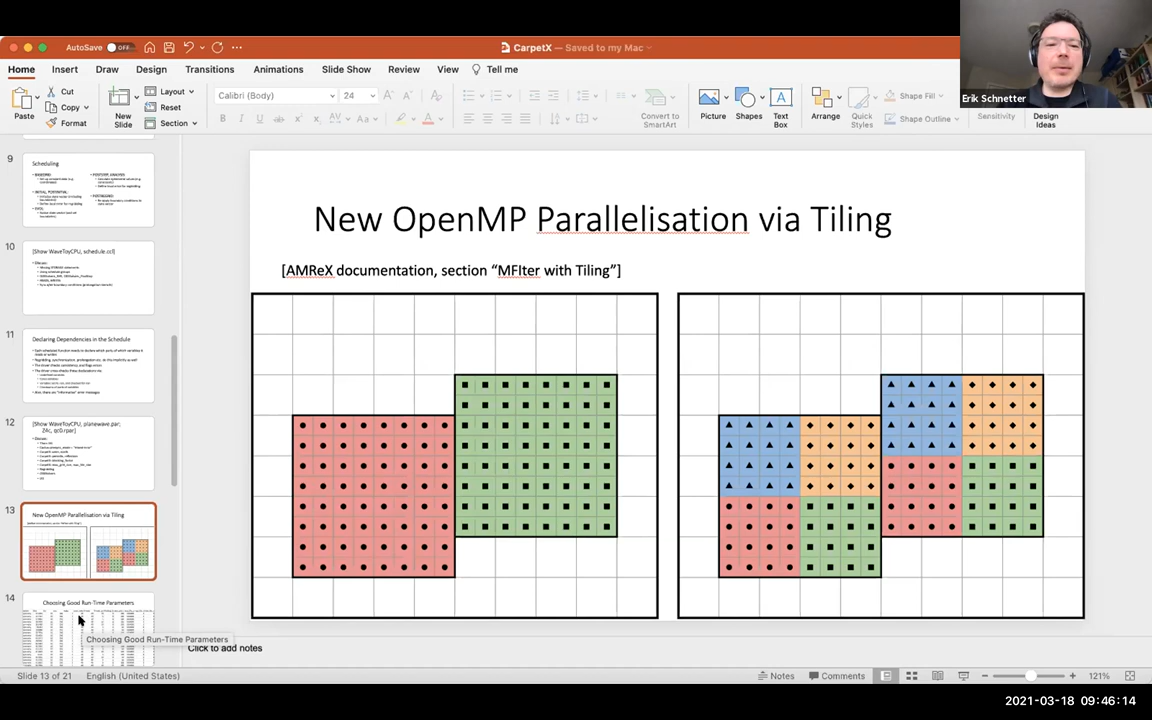 AutoSave OFF
CarpetX — Saved to my Mac
Home Insert Draw Design Transitions Animations Slide Show Review View Tell me
Paste
Cut
Copy
Format
New
Slide
Layout
Reset
Section
Calibri (Body) 24
Convert to
SmartArt
Picture
Shapes
Text
Box
Arrange
Quick
Styles
Shape Fill
Shape Outline
Sensitivity
Design
Ideas
Erik Schnetter
9
Scheduling
10
[Show WaveToyCPU, schedule.ccl]
11
Declaring Dependencies in the Schedule
12
[Show WaveToyCPU, planewave.par;
13
New OpenMP Parallelisation via Tiling
14
Choosing Good Run-Time Parameters
Choosing Good Run-Time Parameters
New OpenMP Parallelisation via Tiling
[AMReX documentation, section “MFIter with Tiling”]
Click to add notes
Slide 13 of 21 English (United States)
Notes Comments 121%
2021-03-18 09:46:14